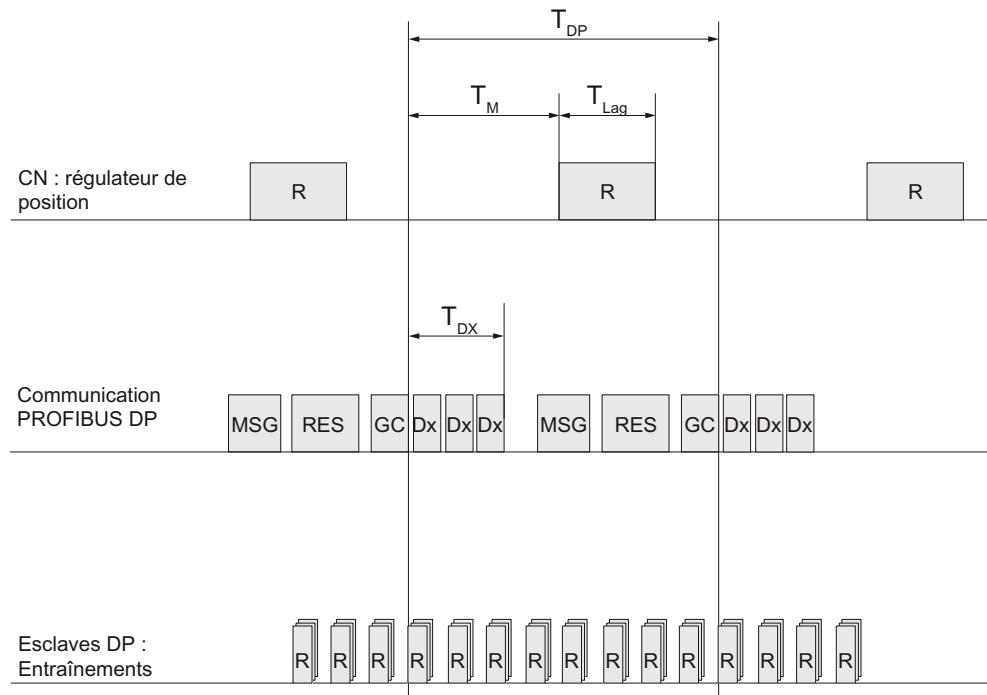 T_DP
T_M T_Lag
CN : régulateur de
position
R R R
T_DX
Communication
PROFIBUS DP
MSG RES GC Dx Dx Dx MSG RES GC Dx Dx Dx
Esclaves DP :
Entraînements
R R R R R R R R R R R R R R R